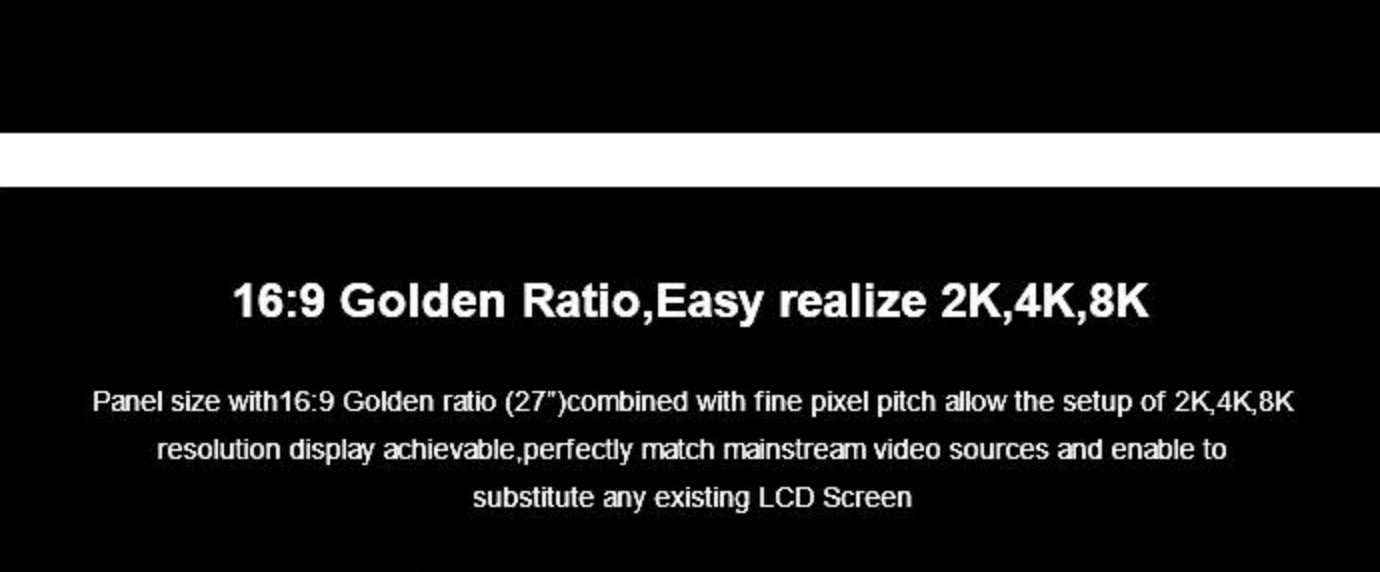 16:9 Golden Ratio,Easy realize 2K,4K,8K
Panel size with16:9 Golden ratio (27")combined with fine pixel pitch allow the setup of 2K,4K,8K
resolution display achievable,perfectly match mainstream video sources and enable to
substitute any existing LCD Screen